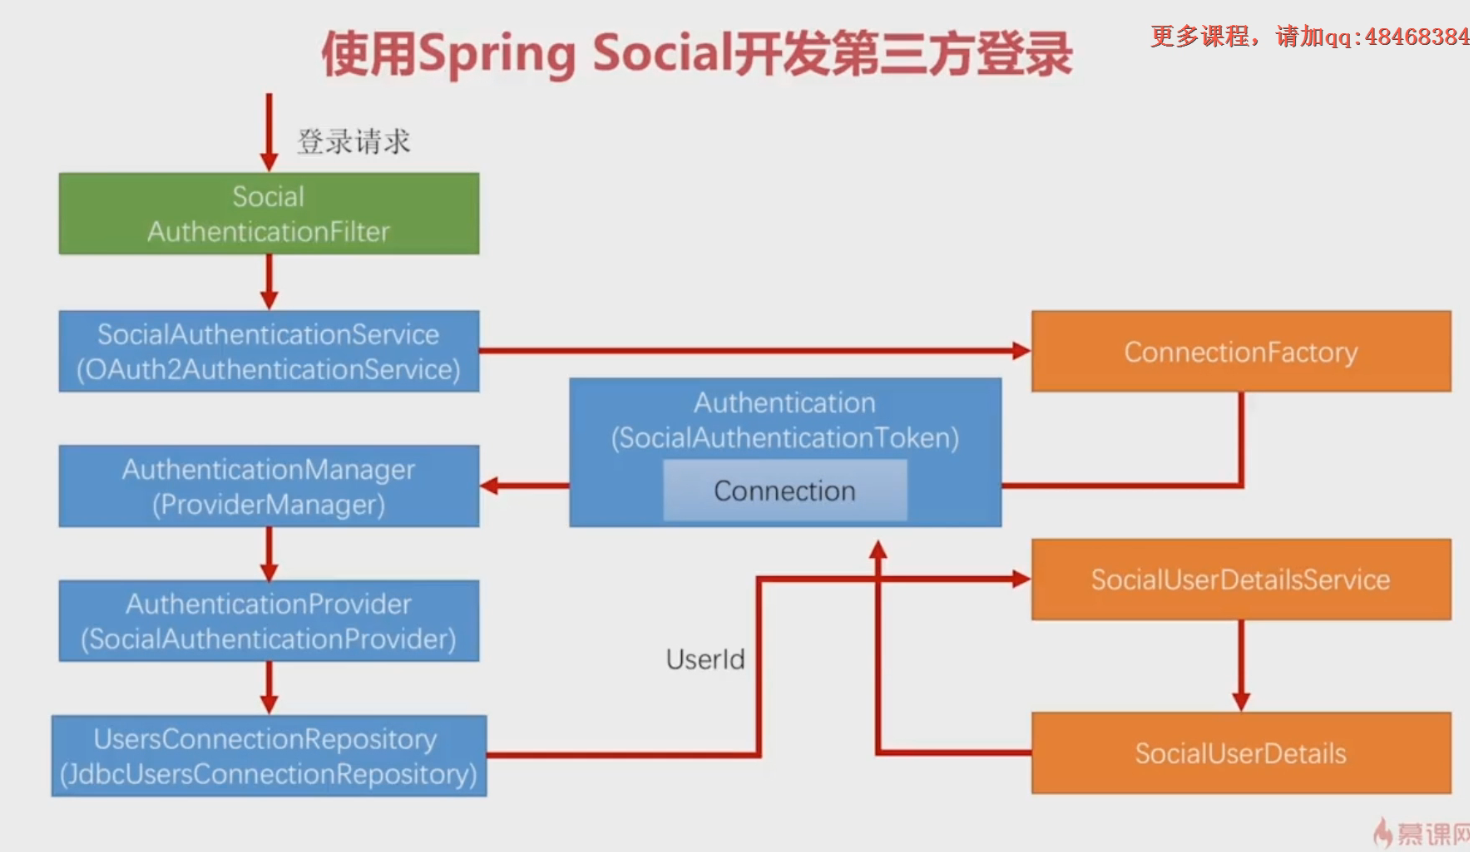 使用Spring Social开发第三方登录
更多课程，请加qq:48468384
登录请求
Social
AuthenticationFilter
SocialAuthenticationService
(OAuth2AuthenticationService)
ConnectionFactory
Authentication
(SocialAuthenticationToken)
Connection
AuthenticationManager
(ProviderManager)
AuthenticationProvider
(SocialAuthenticationProvider)
SocialUserDetailsService
UserId
UsersConnectionRepository
(JdbcUsersConnectionRepository)
SocialUserDetails
慕课网